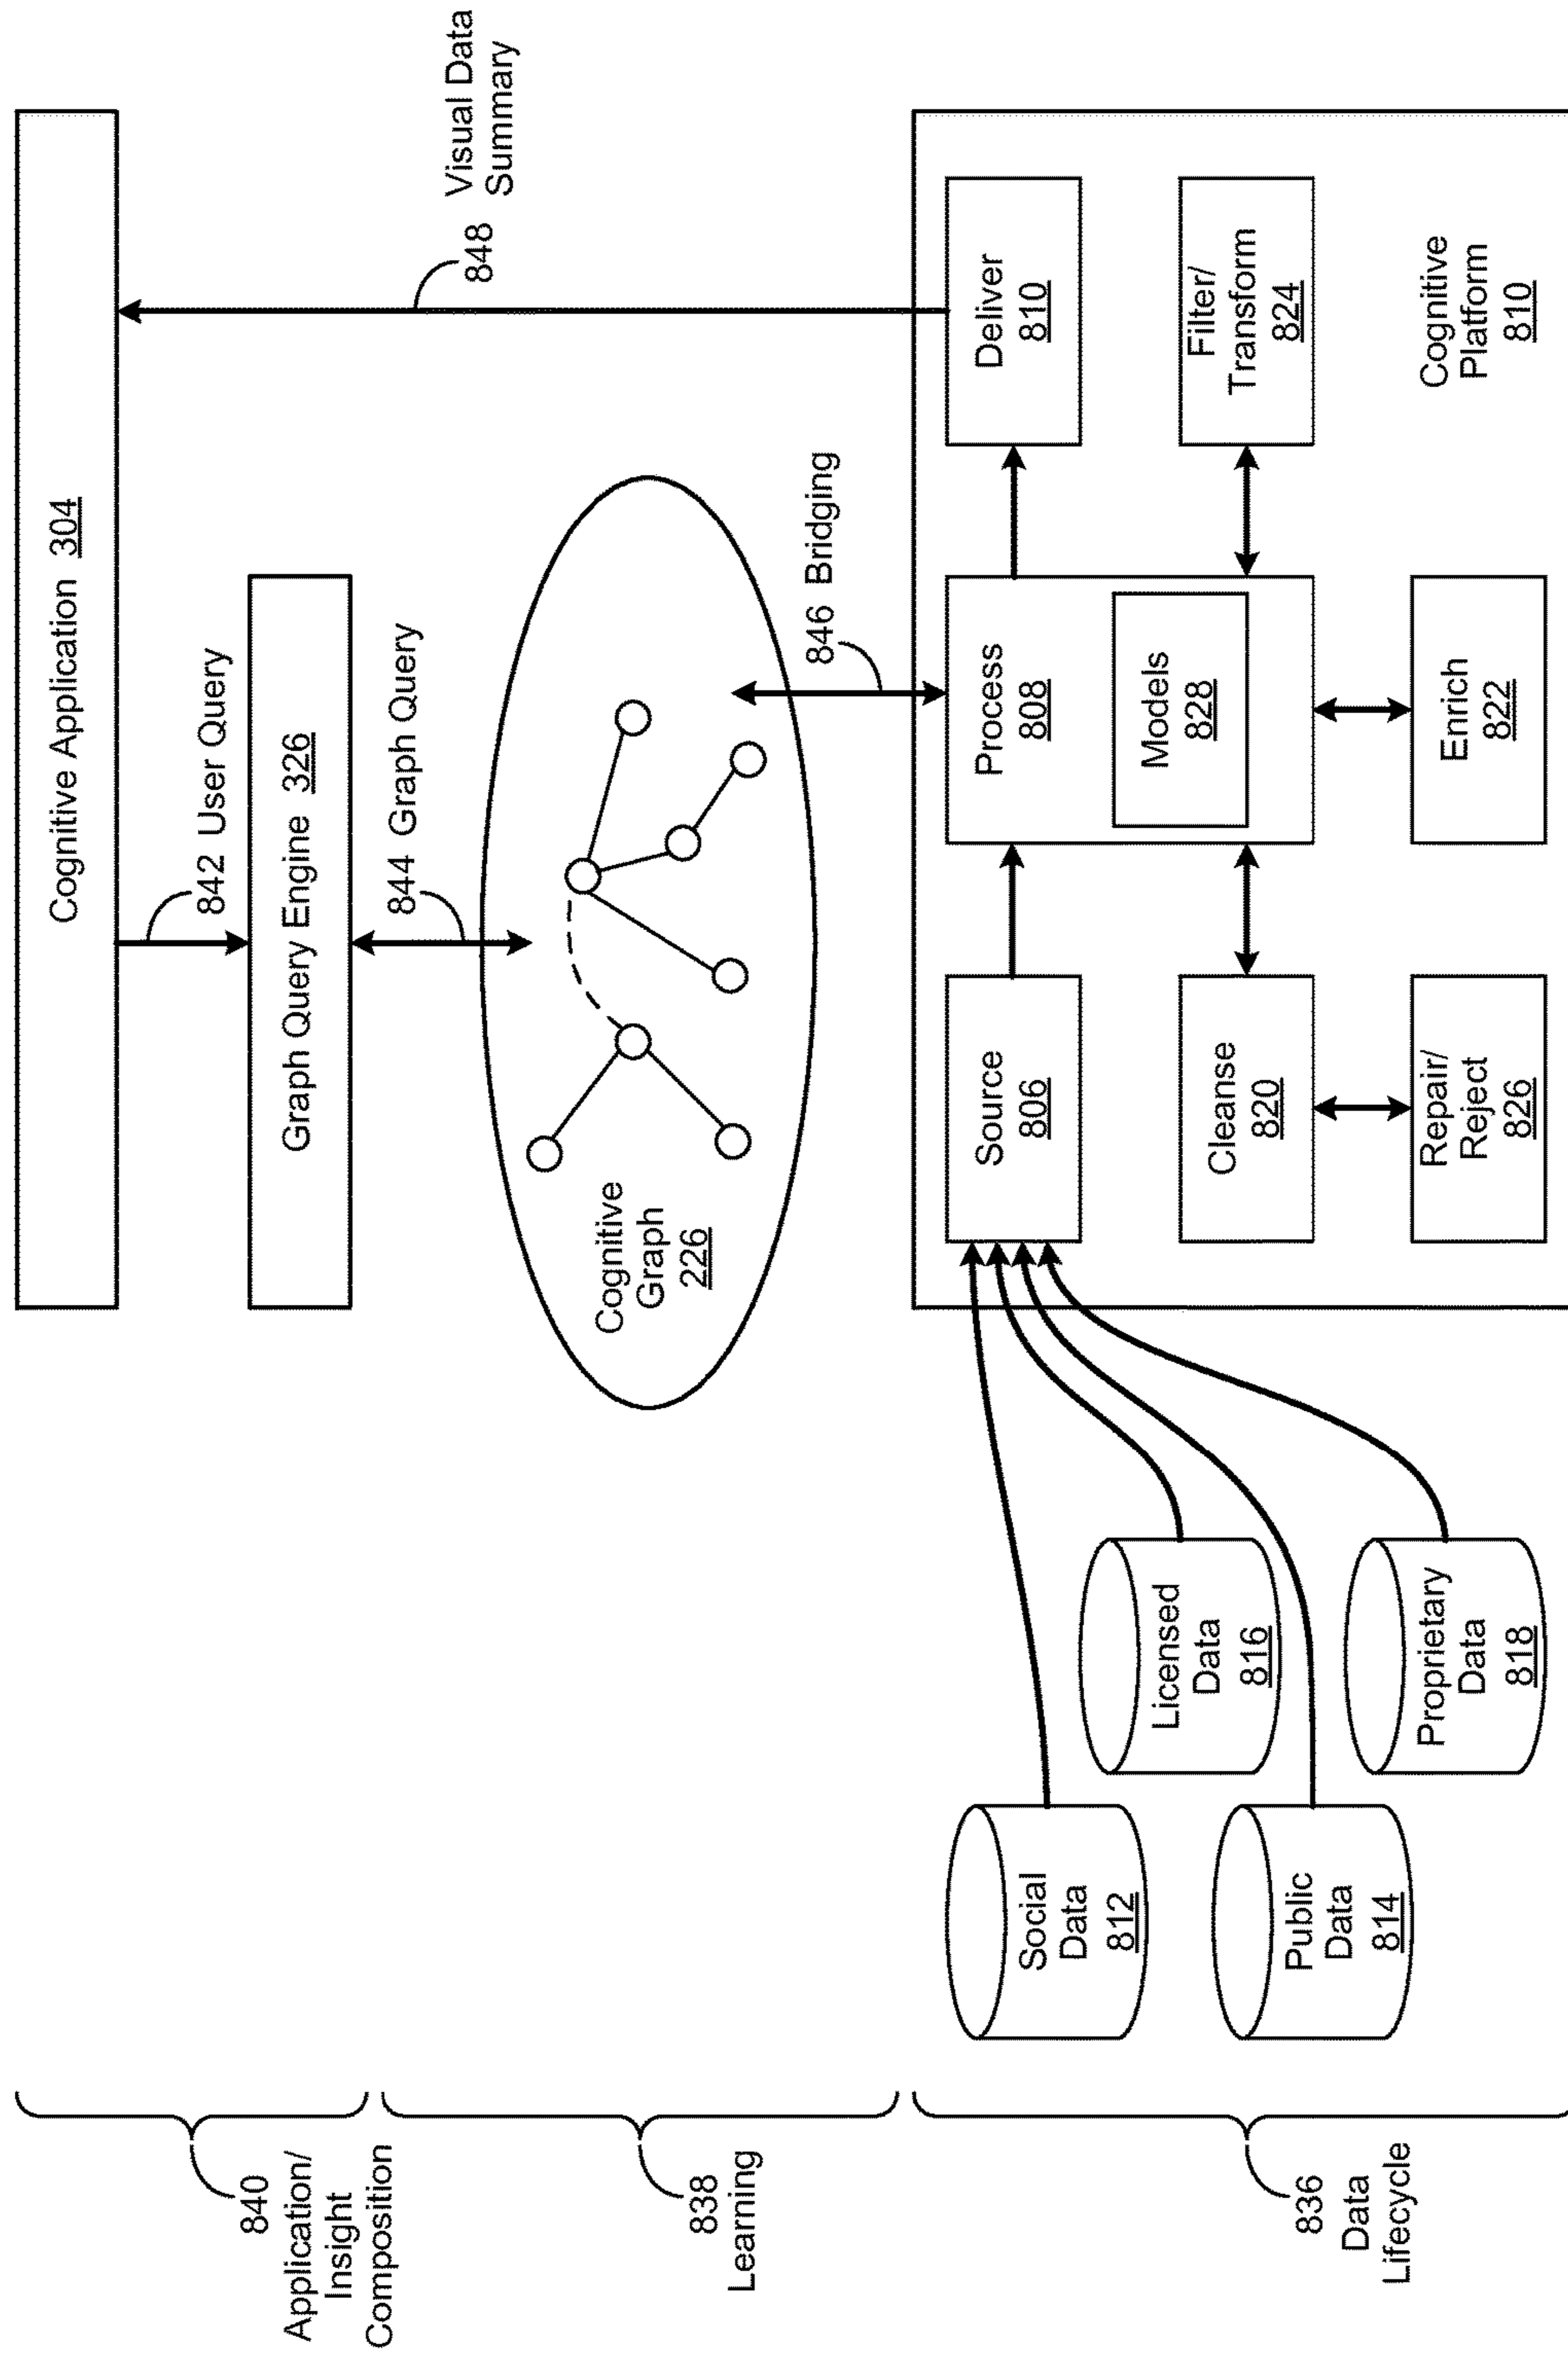 840
Application/
Insight
Composition
Cognitive Application 304
842 User Query
Graph Query Engine 326
844 Graph Query
848 Visual Data
Summary
838
Learning
Cognitive
Graph
226
846 Bridging
836
Data
Lifecycle
Social
Data
812
Licensed
Data
816
Public
Data
814
Proprietary
Data
818
Source
806
Process
808
Deliver
810
Models
828
Cleanse
820
Filter/
Transform
824
Repair/
Reject
826
Enrich
822
Cognitive
Platform
810